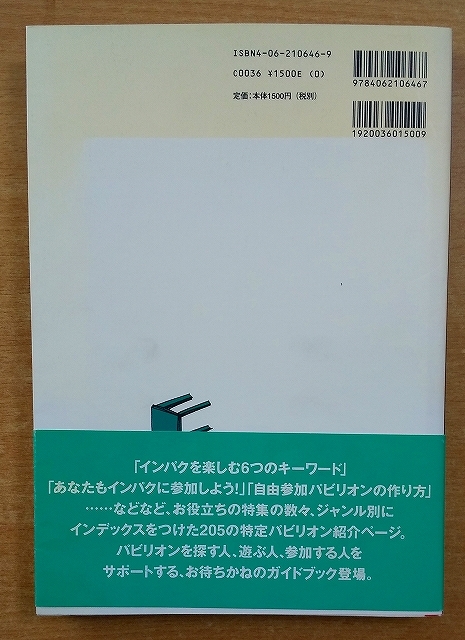 ISBN4-06-210646-9
C0036 ¥1500E (0)
定価:本体1500円(税別)
9784062106467
1920036015009
「インパクを楽しむ6つのキーワード」
「あなたもインパクに参加しよう!」「自由参加パビリオンの作り方」
……などなど、お役立ちの特集の数々、ジャンル別に
インデックスをつけた205の特定パビリオン紹介ページ。
パビリオンを探す人、遊ぶ人、参加する人を
サポートする、お待ちかねのガイドブック登場。